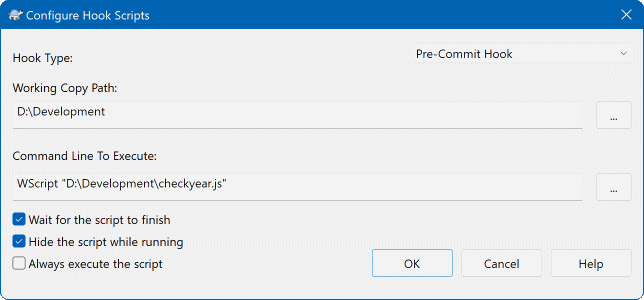 Configure Hook Scripts
Hook Type:
Pre-Commit Hook
Working Copy Path:
D:\Development
...
Command Line To Execute:
WScript "D:\Development\checkyear.js"
...
Wait for the script to finish
Hide the script while running
Always execute the script
OK
Cancel
Help